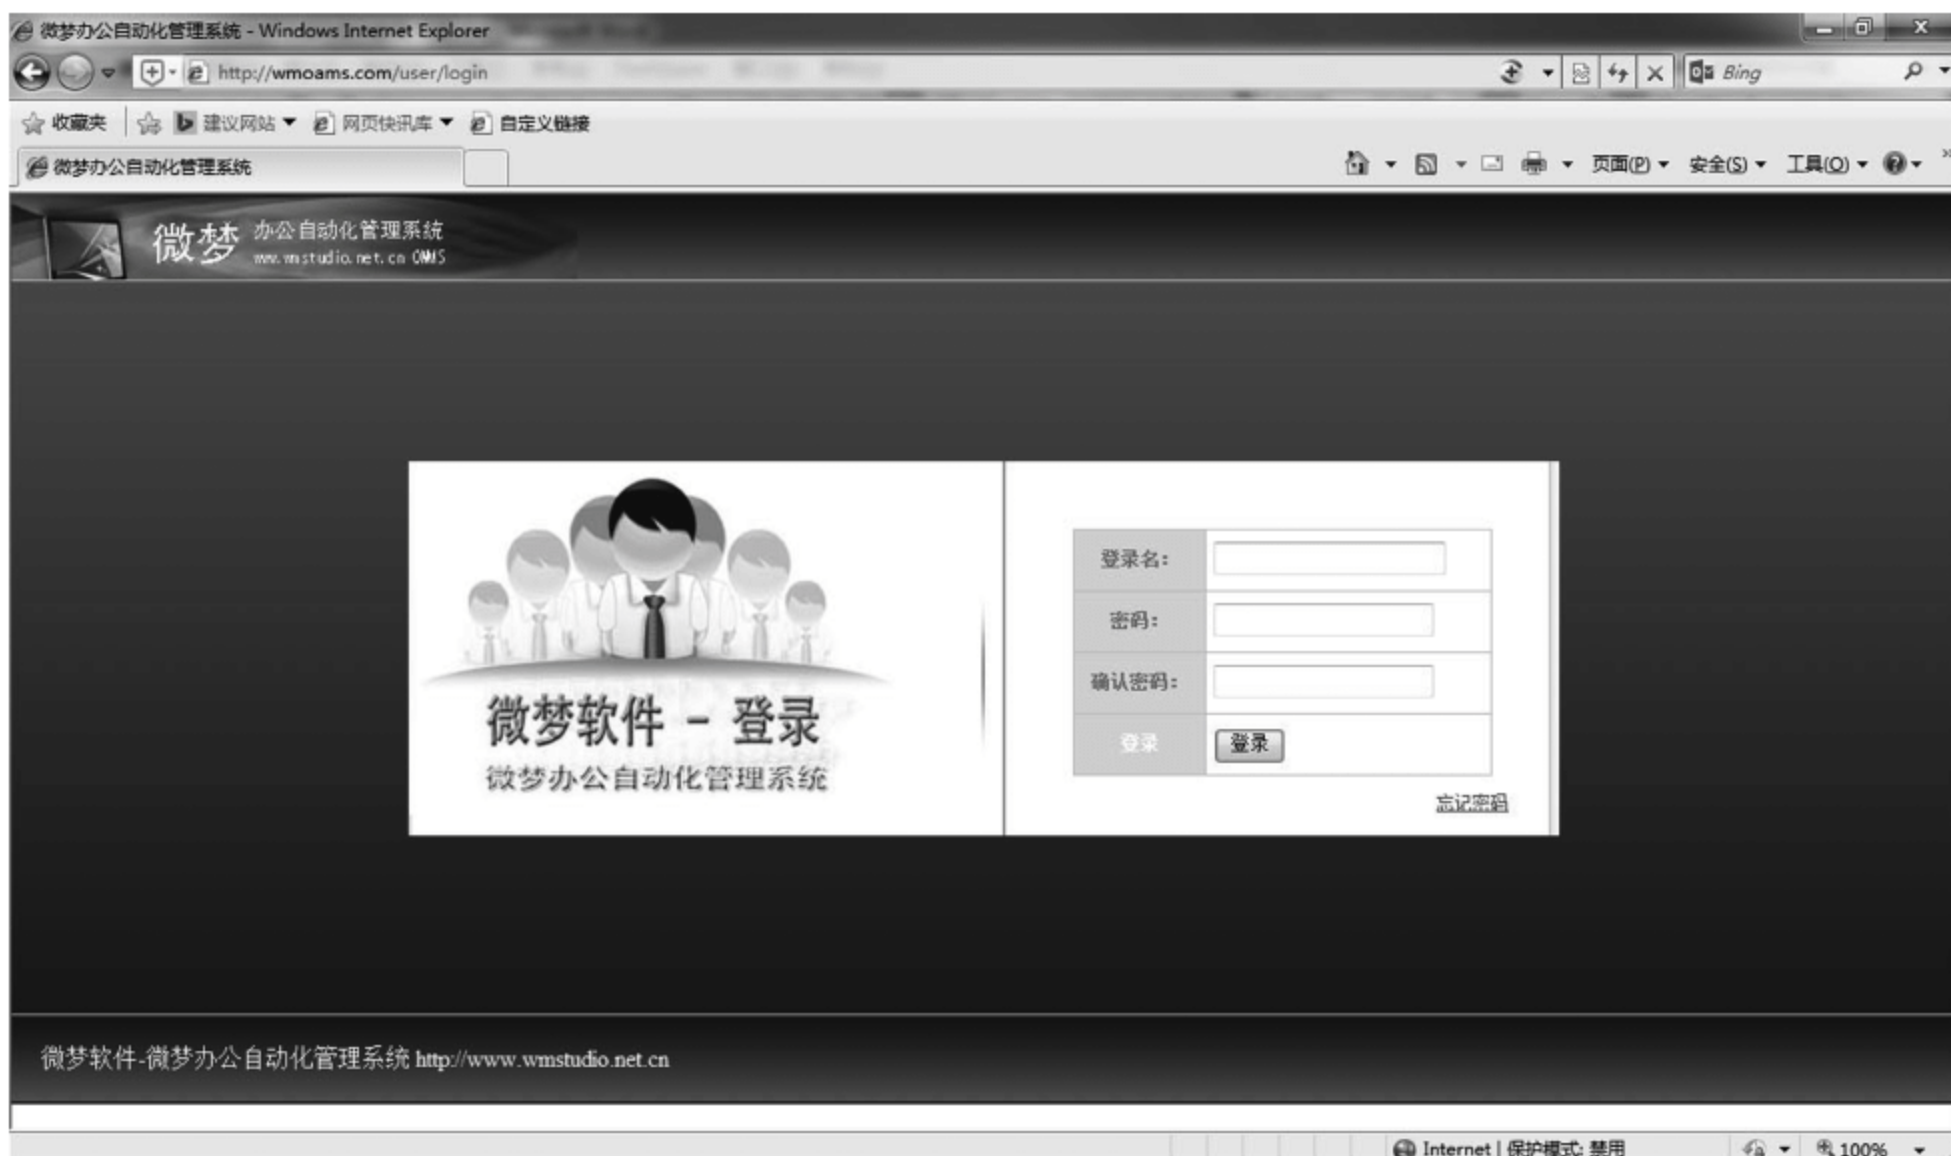 微梦办公自动化管理系统 - Windows Internet Explorer
http://wmoams.com/user/login
Bing
收藏夹 建议网站 网页快讯库 自定义链接
微梦办公自动化管理系统
页面(P) 安全(S) 工具(O)
微梦 办公自动化管理系统
www.wmstudio.net.cn OMMS
登录名:
密码:
确认密码:
登录 登录
忘记密码
微梦软件 - 登录
微梦办公自动化管理系统
微梦软件-微梦办公自动化管理系统 http://www.wmstudio.net.cn
Internet | 保护模式: 禁用 100%